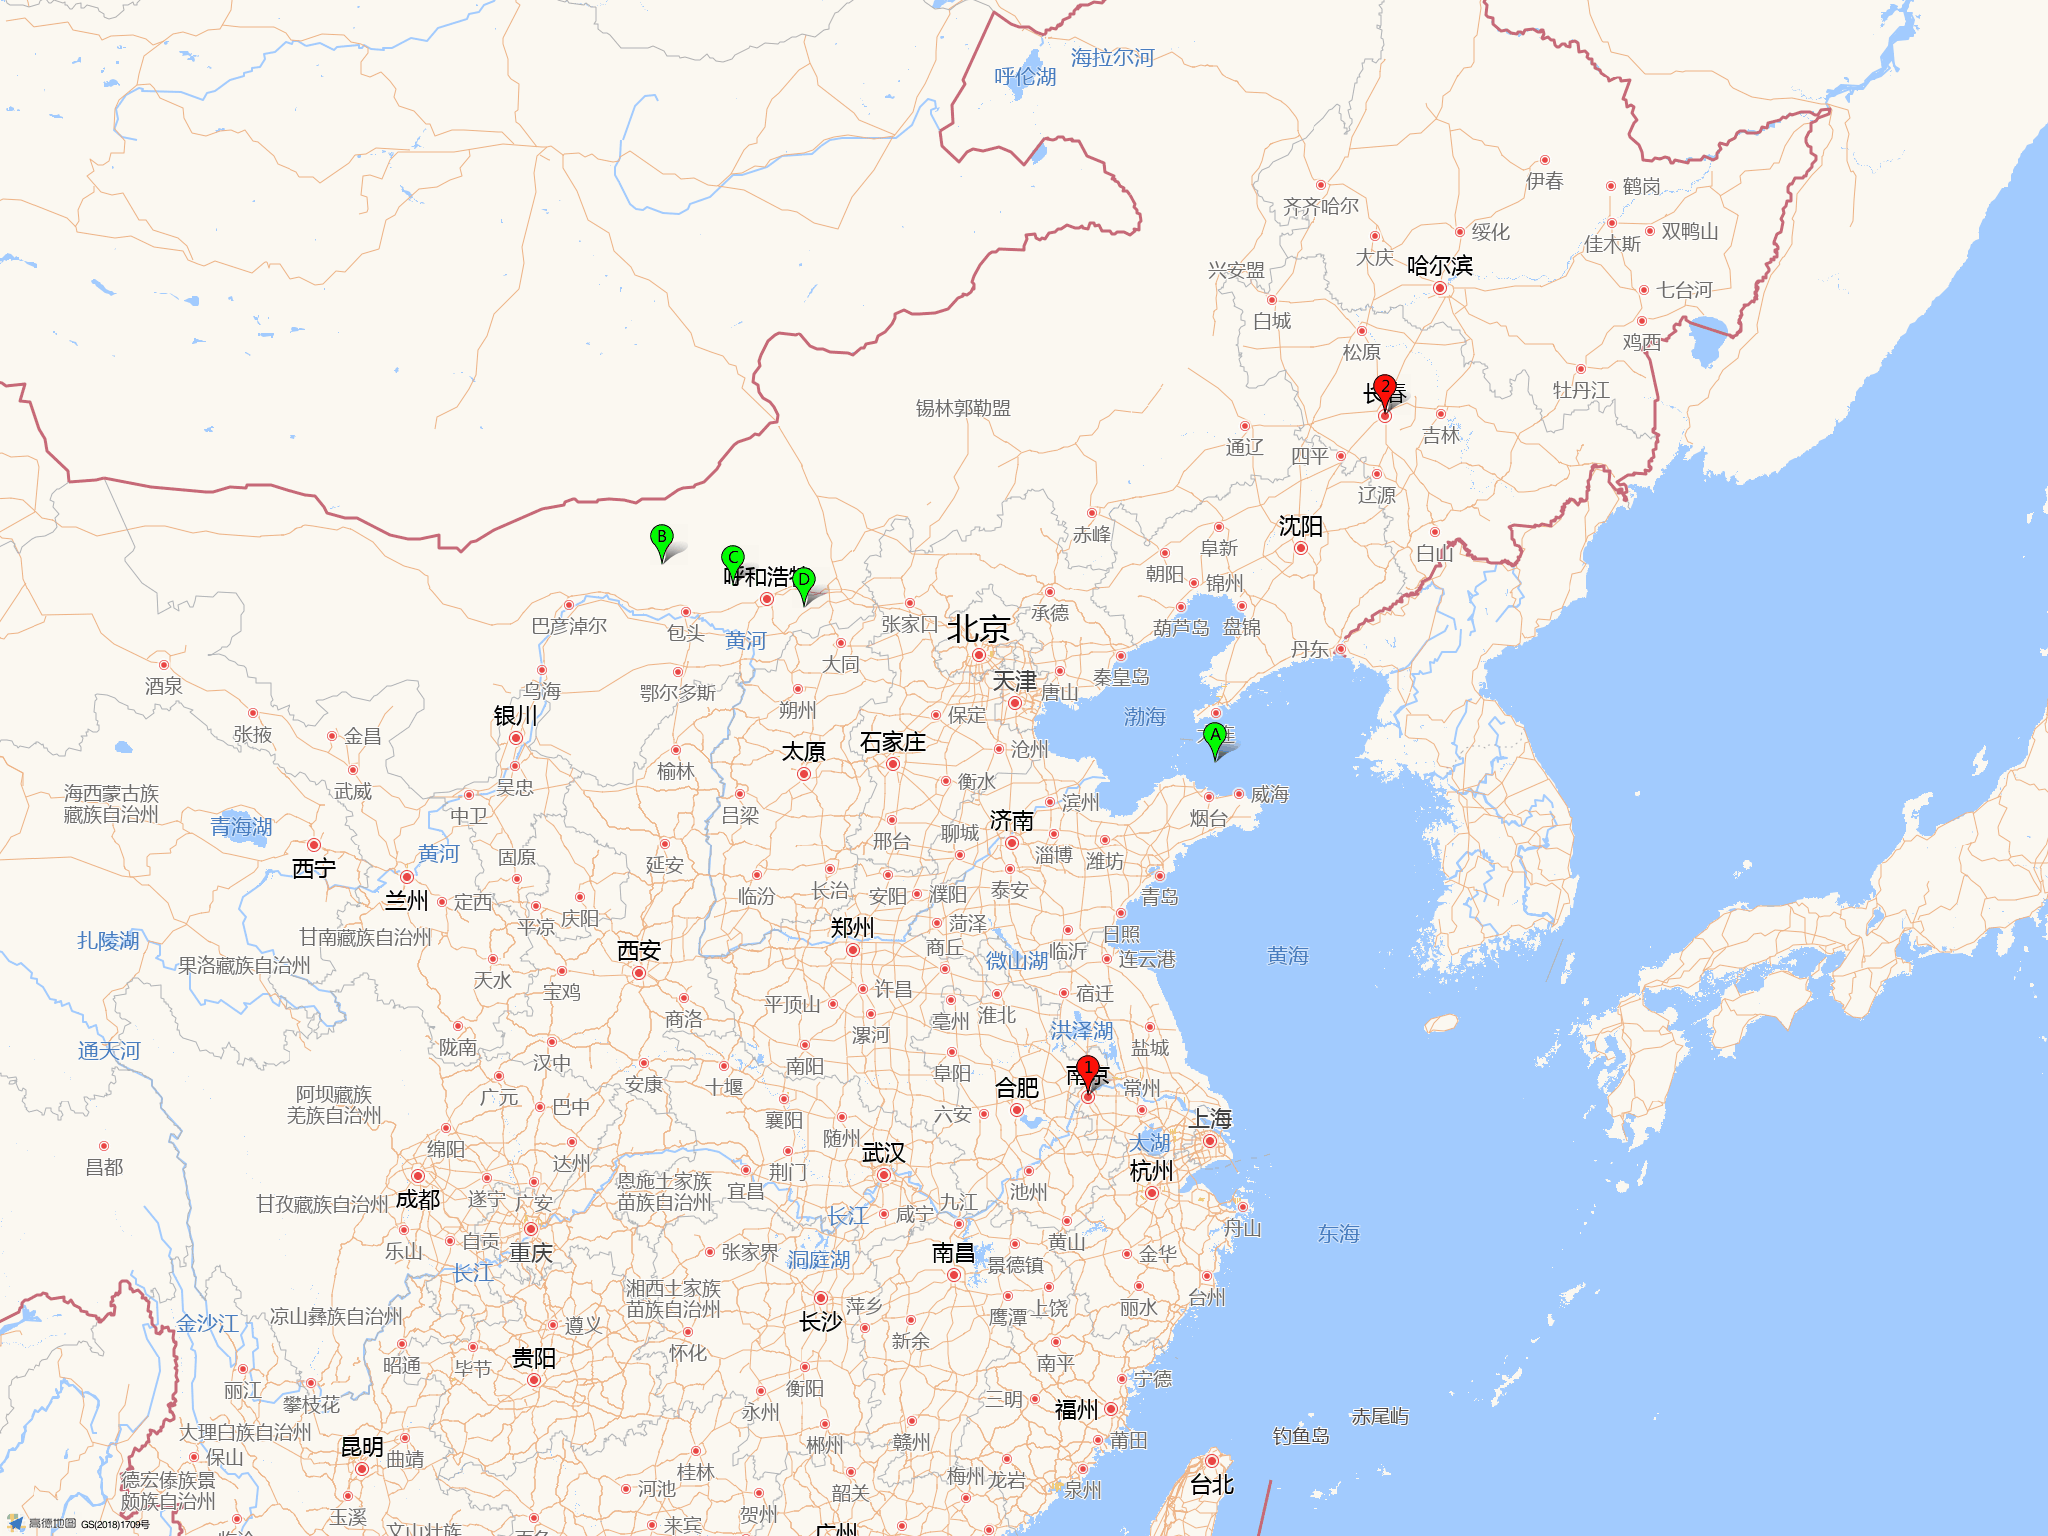 海拉尔河
呼伦湖
伊春
鹤岗
齐齐哈尔
绥化
双鸭山
佳木斯
大庆
哈尔滨
兴安盟
七台河
白城
鸡西
松原
2
牡丹江
锡林郭勒盟
吉林
通辽
四平
辽源
沈阳
赤峰
B
阜新
白山
C
呼和浩特
D
朝阳
锦州
承德
张家口
巴彦淖尔
包头
北京
葫芦岛
盘锦
黄河
丹东
大同
秦皇岛
天津
酒泉
乌海
鄂尔多斯
唐山
朔州
银川
保定
渤海
张掖
金昌
A
石家庄
太原
沧州
榆林
吴忠
衡水
武威
海西蒙古族
藏族自治州
威海
滨州
中卫
吕梁
烟台
济南
青海湖
聊城
邢台
黄河
固原
淄博
潍坊
西宁
延安
临汾
长治
安阳
濮阳
泰安
青岛
兰州
定西
庆阳
平凉
郑州
菏泽
日照
甘南藏族自治州
扎陵湖
商丘
西安
临沂
黄海
连云港
微山湖
果洛藏族自治州
天水
宝鸡
许昌
宿迁
平顶山
商洛
亳州
淮北
洪泽湖
漯河
陇南
通天河
盐城
汉中
南阳
1
阜阳
南京
安康
十堰
常州
合肥
阿坝藏族
羌族自治州
广元
巴中
六安
襄阳
上海
随州
绵阳
太湖
武汉
昌都
达州
荆门
杭州
恩施土家族
苗族自治州
宜昌
池州
成都
甘孜藏族自治州
遂宁
广安
九江
长江
咸宁
舟山
东海
自贡
黄山
乐山
重庆
张家界
南昌
金华
洞庭湖
景德镇
长江
湘西土家族
苗族自治州
台州
萍乡
丽水
凉山彝族自治州
鹰潭
上饶
金沙江
遵义
长沙
新余
怀化
贵阳
南平
昭通
毕节
宁德
衡阳
丽江
三明
攀枝花
福州
永州
赤尾屿
大理白族自治州
钓鱼岛
莆田
赣州
郴州
昆明
保山
曲靖
桂林
梅州
龙岩
德宏傣族景
颇族自治州
台北
河池
泉州
韶关
玉溪
贺州
高德地图 GS(2018)1709号
来宾